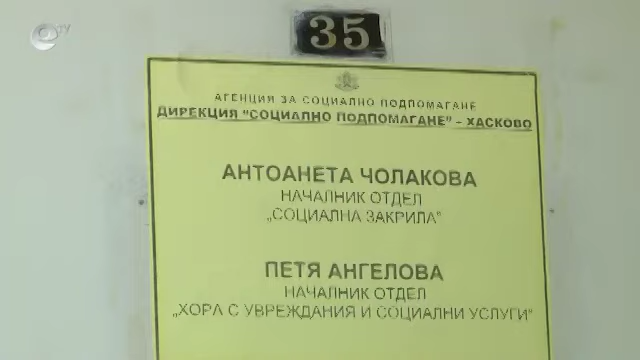 35
АГЕНЦИЯ ЗА СОЦИАЛНО ПОДПОМАГАНЕ
ДИРЕКЦИЯ "СОЦИАЛНО ПОДПОМАГАНЕ" - ХАСКОВО
АНТОАНЕТА ЧОЛАКОВА
НАЧАЛНИК ОТДЕЛ
„СОЦИАЛНА ЗАКРИЛА"
ПЕТЯ АНГЕЛОВА
НАЧАЛНИК ОТДЕЛ
„ХОРА С УВРЕЖДАНИЯ И СОЦИАЛНИ УСЛУГИ"